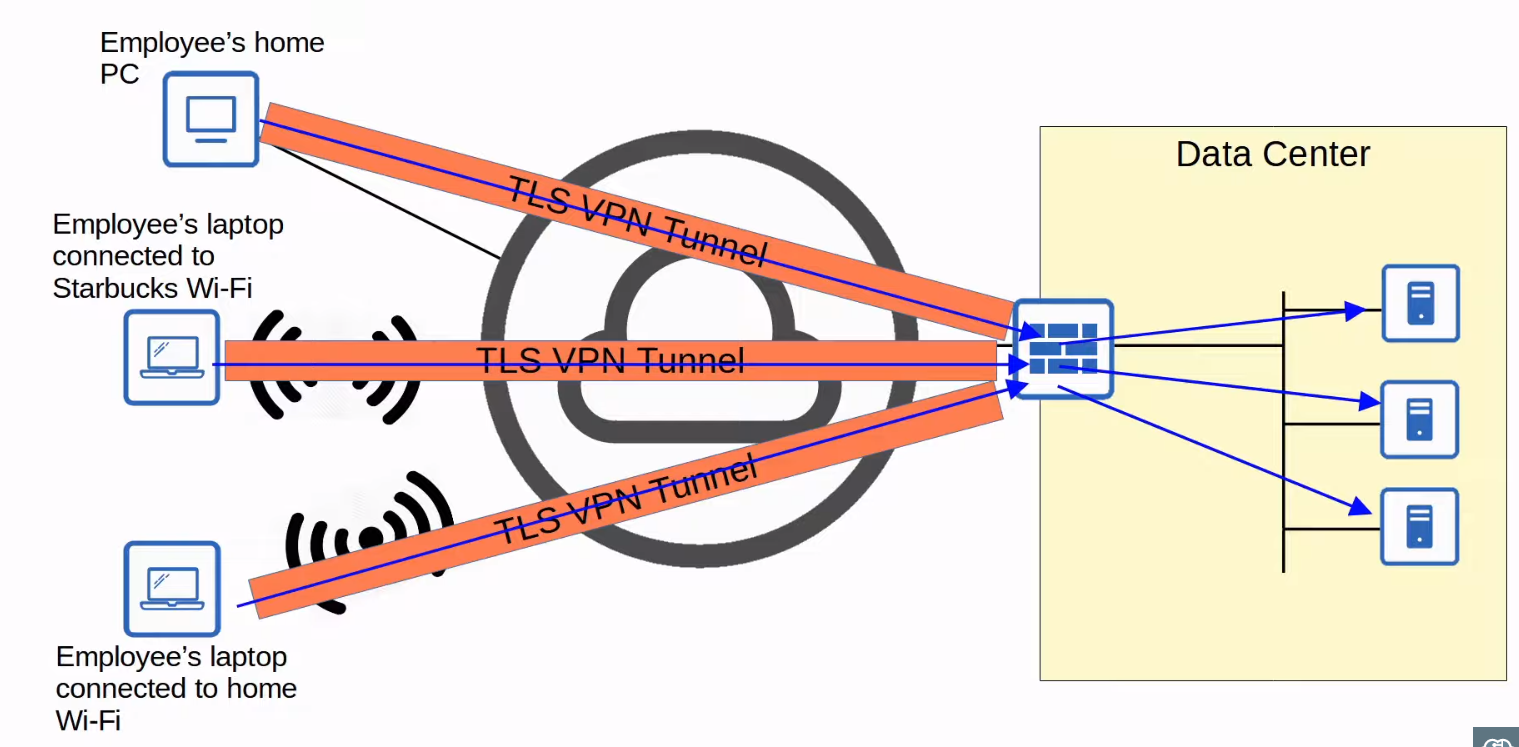 Employee's home
PC
Data Center
TLS VPN Tunnel
Employee's laptop
connected to
Starbucks Wi-Fi
TLS VPN Tunnel
TLS VPN Tunnel
Employee's laptop
connected to home
Wi-Fi